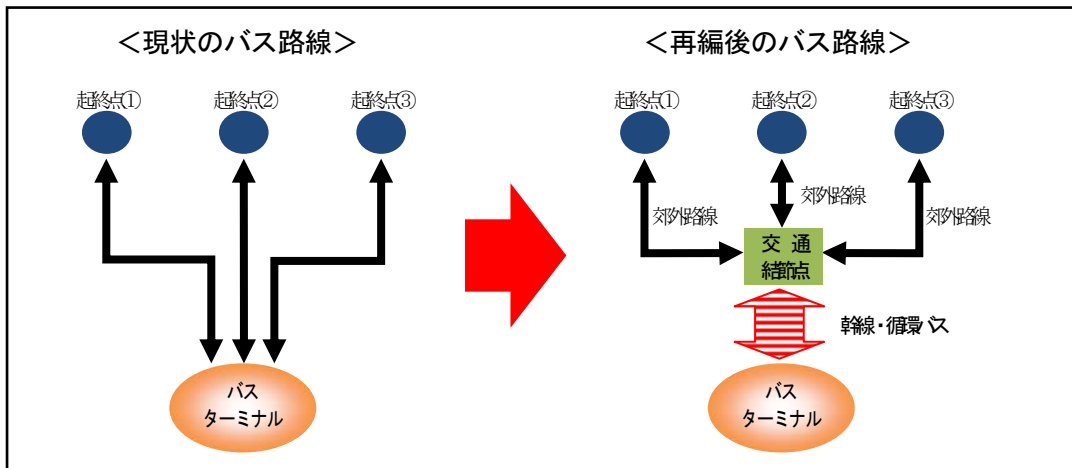 ＜現状のバス路線＞
起終点①
起終点②
起終点③
バス
ターミナル
＜再編後のバス路線＞
起終点①
起終点②
起終点③
郊外路線
郊外路線
郊外路線
交　通
結節点
幹線・循環バス
バス
ターミナル